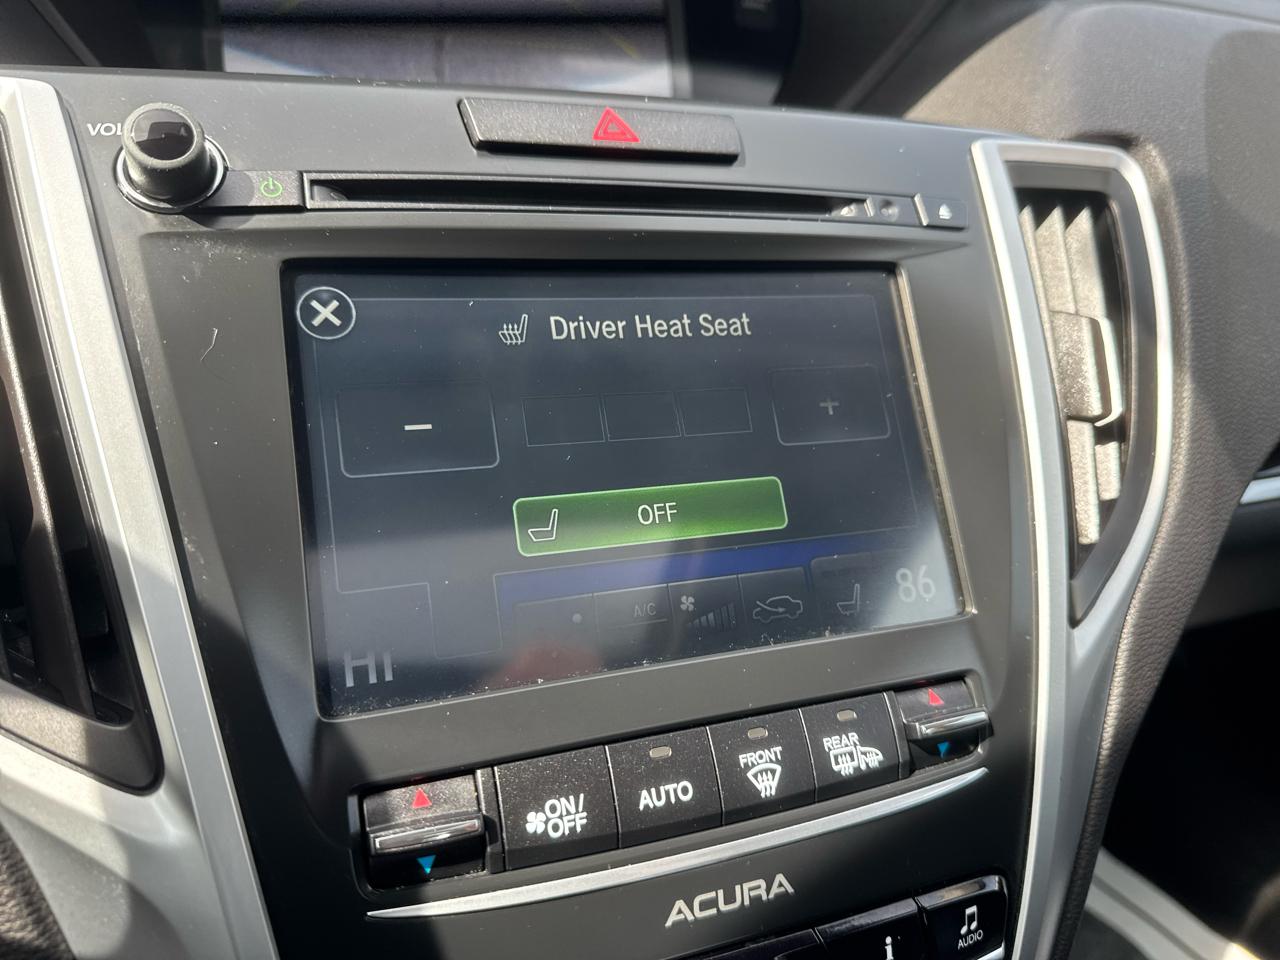 VOL
Driver Heat Seat
−
+
OFF
A/C
86
HI
ON/
OFF
AUTO
FRONT
REAR
ACURA
i
AUDIO